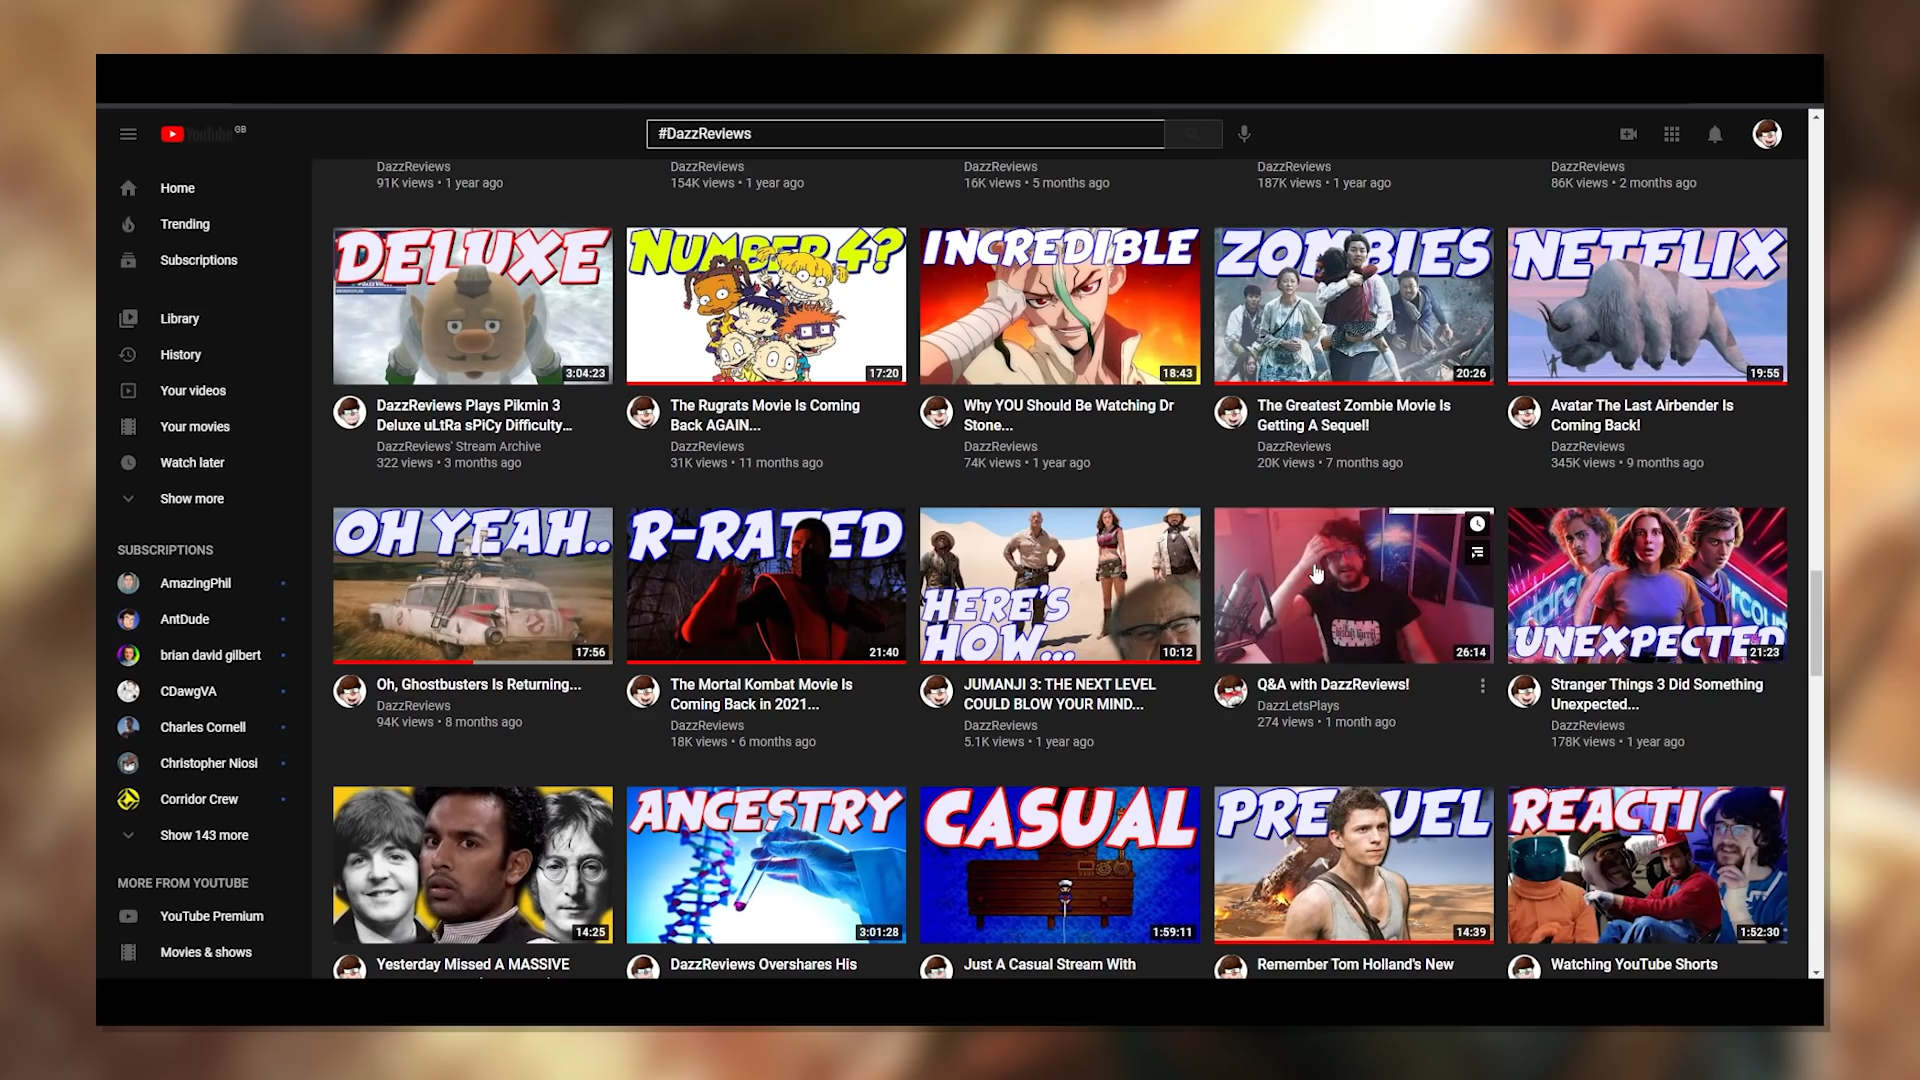 YouTube GB
#DazzReviews
Home
Trending
Subscriptions
Library
History
Your videos
Your movies
Watch later
Show more
SUBSCRIPTIONS
AmazingPhil
AntDude
brian david gilbert
CDawgVA
Charles Cornell
Christopher Niosi
Corridor Crew
Show 143 more
MORE FROM YOUTUBE
YouTube Premium
Movies & shows
DazzReviews
91K views • 1 year ago
DazzReviews
154K views • 1 year ago
DazzReviews
16K views • 5 months ago
DazzReviews
187K views • 1 year ago
DazzReviews
86K views • 2 months ago
DELUXE
3:04:23
DazzReviews Plays Pikmin 3
Deluxe uLtRa sPiCy Difficulty...
DazzReviews' Stream Archive
322 views • 3 months ago
NUMBER 4?
17:20
The Rugrats Movie Is Coming
Back AGAIN...
DazzReviews
31K views • 11 months ago
INCREDIBLE
18:43
Why YOU Should Be Watching Dr
Stone...
DazzReviews
74K views • 1 year ago
ZOMBIES
20:26
The Greatest Zombie Movie Is
Getting A Sequel!
DazzReviews
20K views • 7 months ago
NETFLIX
19:55
Avatar The Last Airbender Is
Coming Back!
DazzReviews
345K views • 9 months ago
OH YEAH..
17:56
Oh, Ghostbusters Is Returning...
DazzReviews
94K views • 8 months ago
R-RATED
21:40
The Mortal Kombat Movie Is
Coming Back in 2021...
DazzReviews
18K views • 6 months ago
HERE'S
HOW...
10:12
JUMANJI 3: THE NEXT LEVEL
COULD BLOW YOUR MIND...
DazzReviews
5.1K views • 1 year ago
26:14
Q&A with DazzReviews!
DazzLetsPlays
274 views • 1 month ago
UNEXPECTED
21:23
Stranger Things 3 Did Something
Unexpected...
DazzReviews
178K views • 1 year ago
14:25
Yesterday Missed A MASSIVE
ANCESTRY
3:01:28
DazzReviews Overshares His
CASUAL
1:59:11
Just A Casual Stream With
PREQUEL
14:39
Remember Tom Holland's New
REACTI
1:52:30
Watching YouTube Shorts